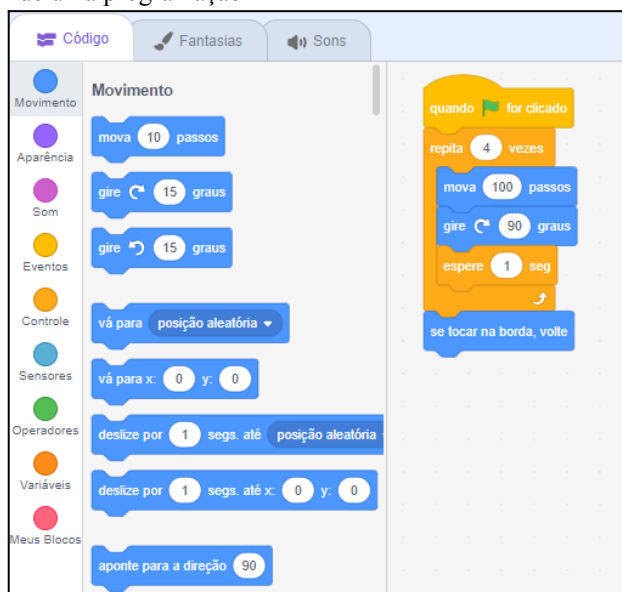 Código
Fantasias
Sons
Movimento
Aparência
Som
Eventos
Controle
Sensores
Operadores
Variáveis
Meus Blocos
Movimento
mova 10 passos
gire 15 graus
gire 15 graus
vá para posição aleatória
vá para x: 0 y: 0
deslize por 1 segs. até posição aleatória
deslize por 1 segs. até x: 0 y: 0
aponte para a direção 90
quando for clicado
repita 4 vezes
mova 100 passos
gire 90 graus
espere 1 seg
se tocar na borda, volte